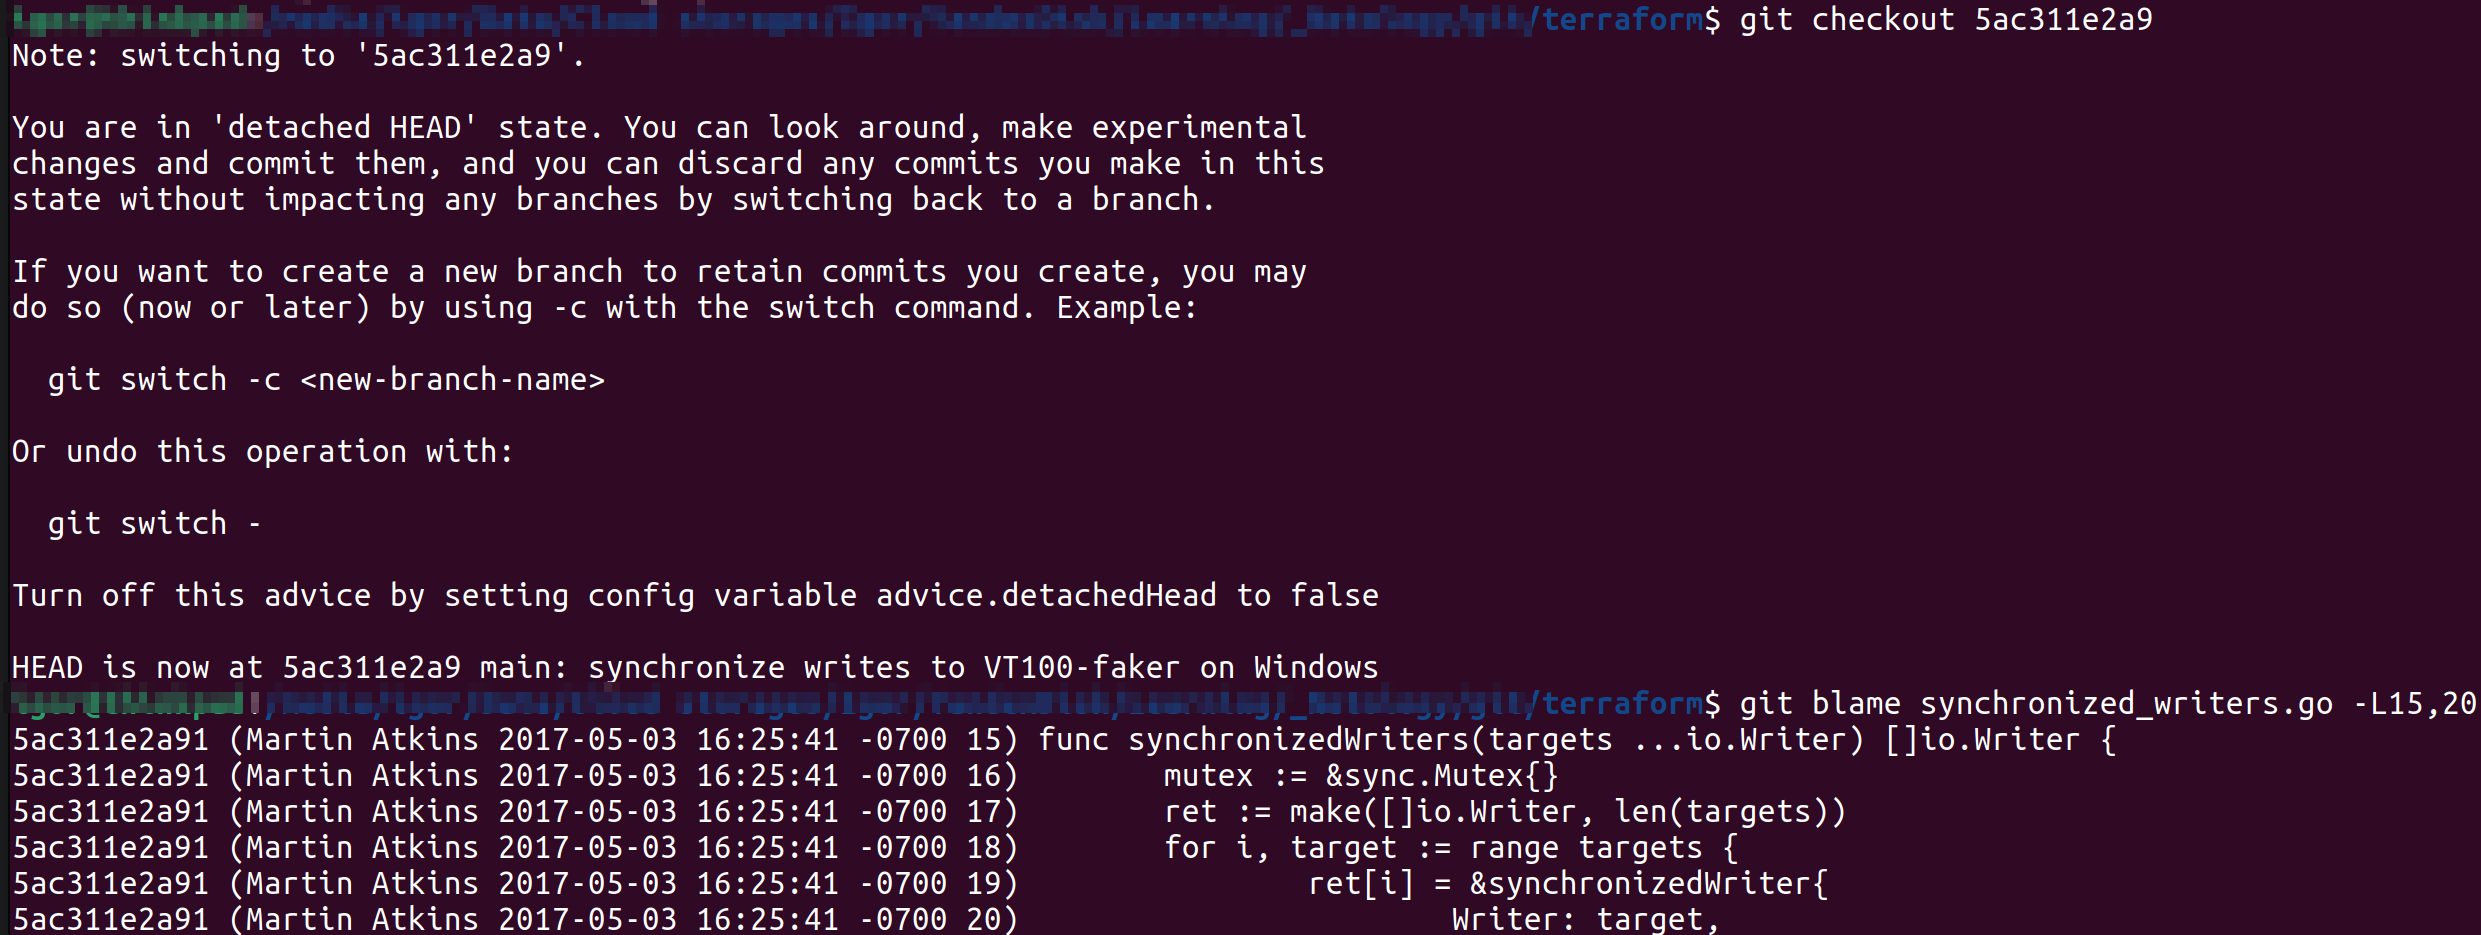 /terraform$ git checkout 5ac311e2a9
Note: switching to '5ac311e2a9'.
You are in 'detached HEAD' state. You can look around, make experimental
changes and commit them, and you can discard any commits you make in this
state without impacting any branches by switching back to a branch.
If you want to create a new branch to retain commits you create, you may
do so (now or later) by using -c with the switch command. Example:
git switch -c <new-branch-name>
Or undo this operation with:
git switch -
Turn off this advice by setting config variable advice.detachedHead to false
HEAD is now at 5ac311e2a9 main: synchronize writes to VT100-faker on Windows
/terraform$ git blame synchronized_writers.go -L15,20
5ac311e2a91 (Martin Atkins 2017-05-03 16:25:41 -0700 15) func synchronizedWriters(targets ...io.Writer) []io.Writer {
5ac311e2a91 (Martin Atkins 2017-05-03 16:25:41 -0700 16)        mutex := &sync.Mutex{}
5ac311e2a91 (Martin Atkins 2017-05-03 16:25:41 -0700 17)        ret := make([]io.Writer, len(targets))
5ac311e2a91 (Martin Atkins 2017-05-03 16:25:41 -0700 18)        for i, target := range targets {
5ac311e2a91 (Martin Atkins 2017-05-03 16:25:41 -0700 19)                ret[i] = &synchronizedWriter{
5ac311e2a91 (Martin Atkins 2017-05-03 16:25:41 -0700 20)                        Writer: target,